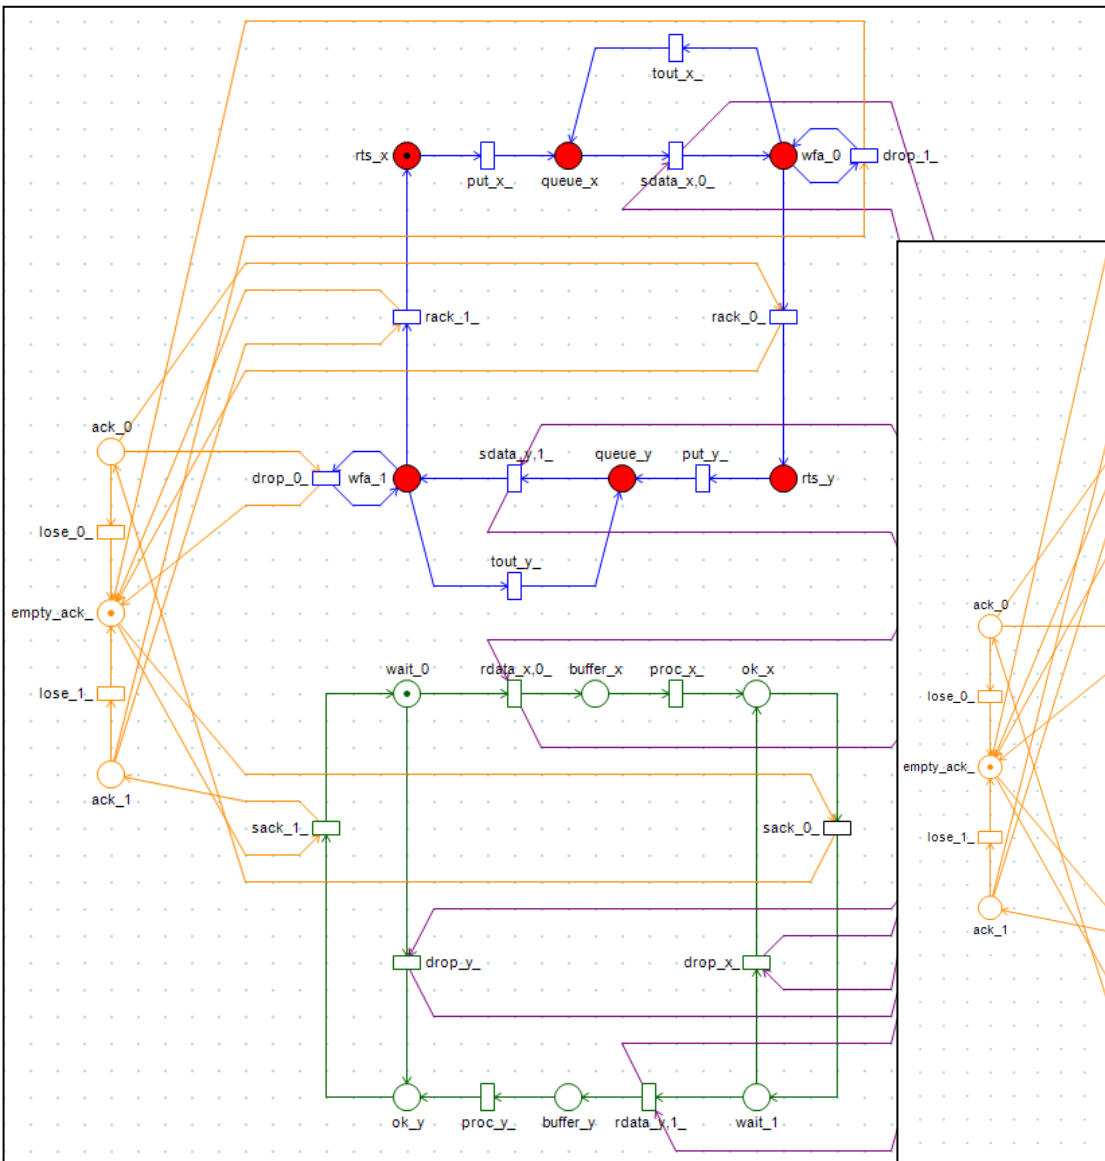 tout_x_
rts_x
put_x_
queue_x
sdata_x,0_
wfa_0
drop_1_
rack_1_
rack_0_
ack_0
sdata_y,1_
queue_y
put_y_
drop_0_
wfa_1
rts_y
lose_0_
tout_y_
empty_ack_
wait_0
rdata_x,0_
buffer_x
proc_x_
ok_x
lose_1_
ack_1
sack_1_
sack_0_
drop_y_
drop_x_
ok_y
proc_y_
buffer_y
rdata_y,1_
wait_1
ack_0
lose_0_
empty_ack_
lose_1_
ack_1